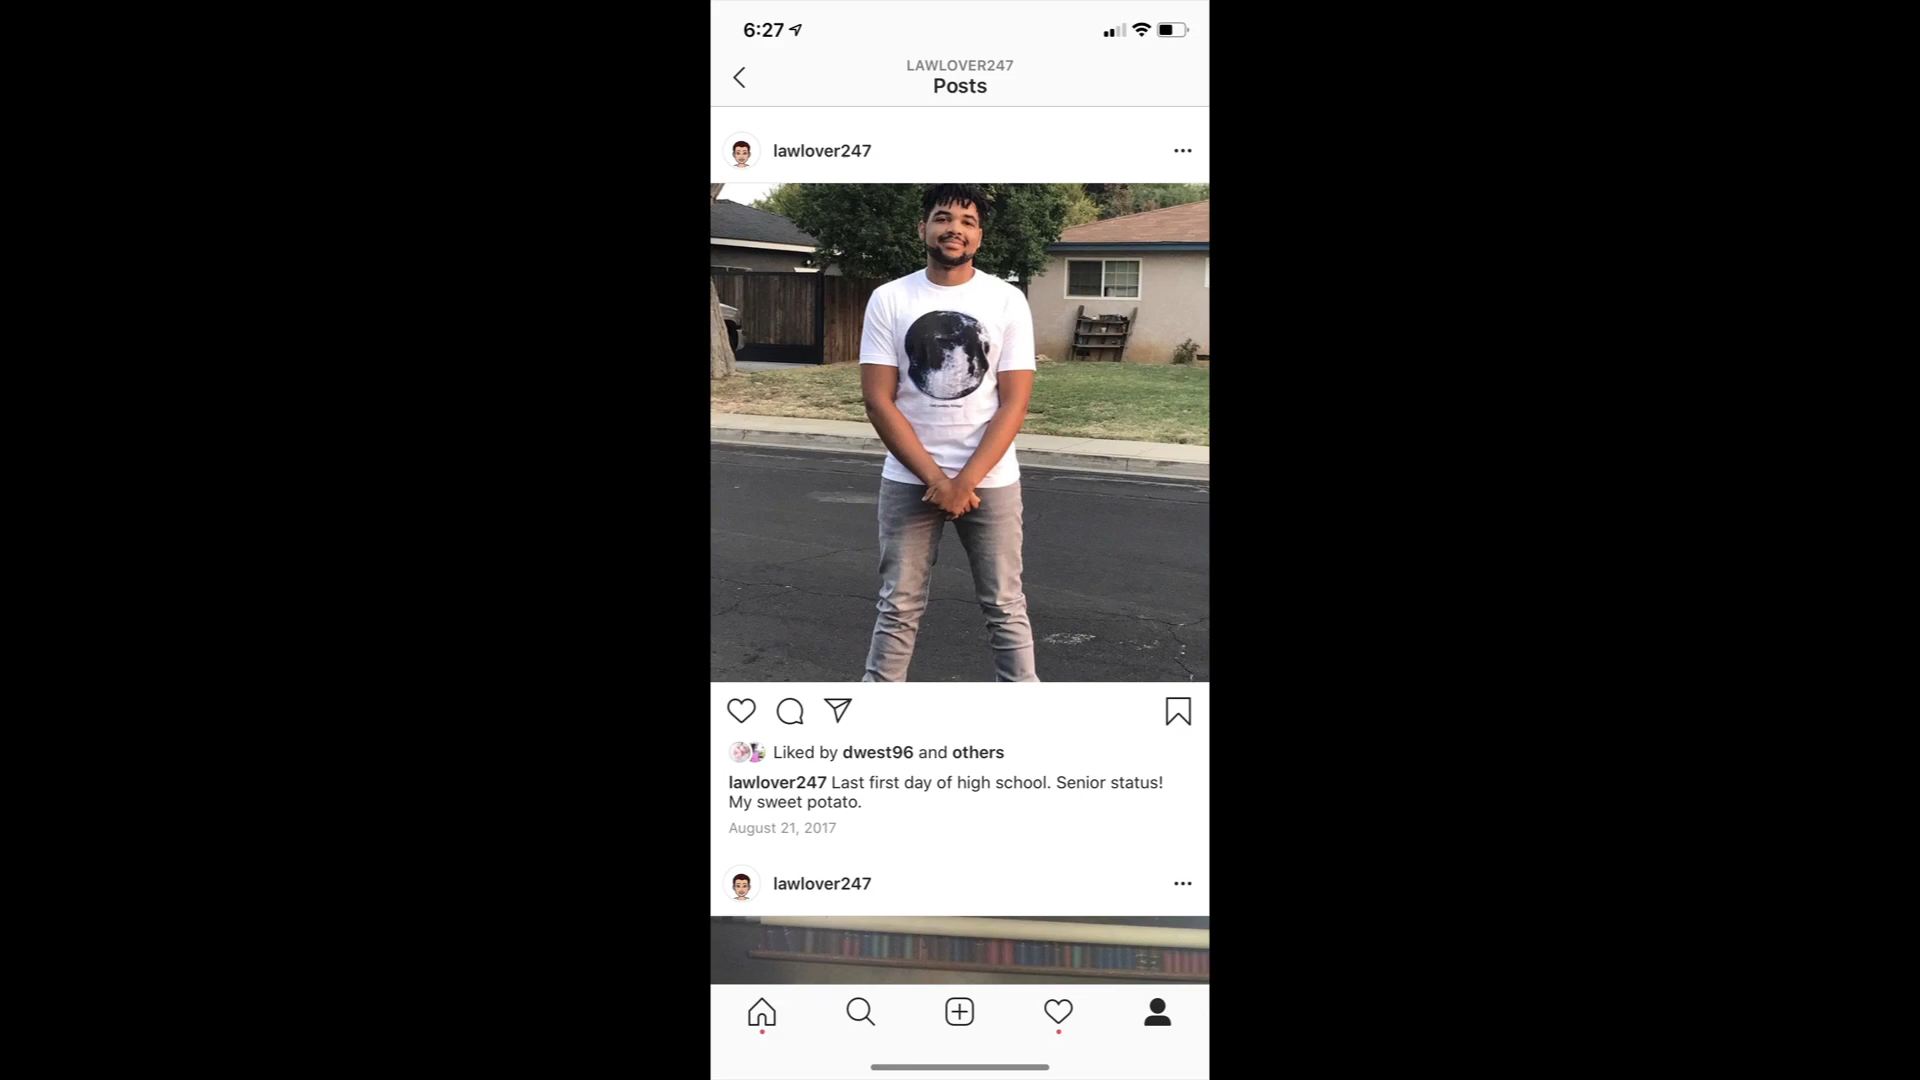 6:27
LAWLOVER247
Posts
lawlover247
Liked by dwest96 and others
lawlover247 Last first day of high school. Senior status!
My sweet potato.
August 21, 2017
lawlover247